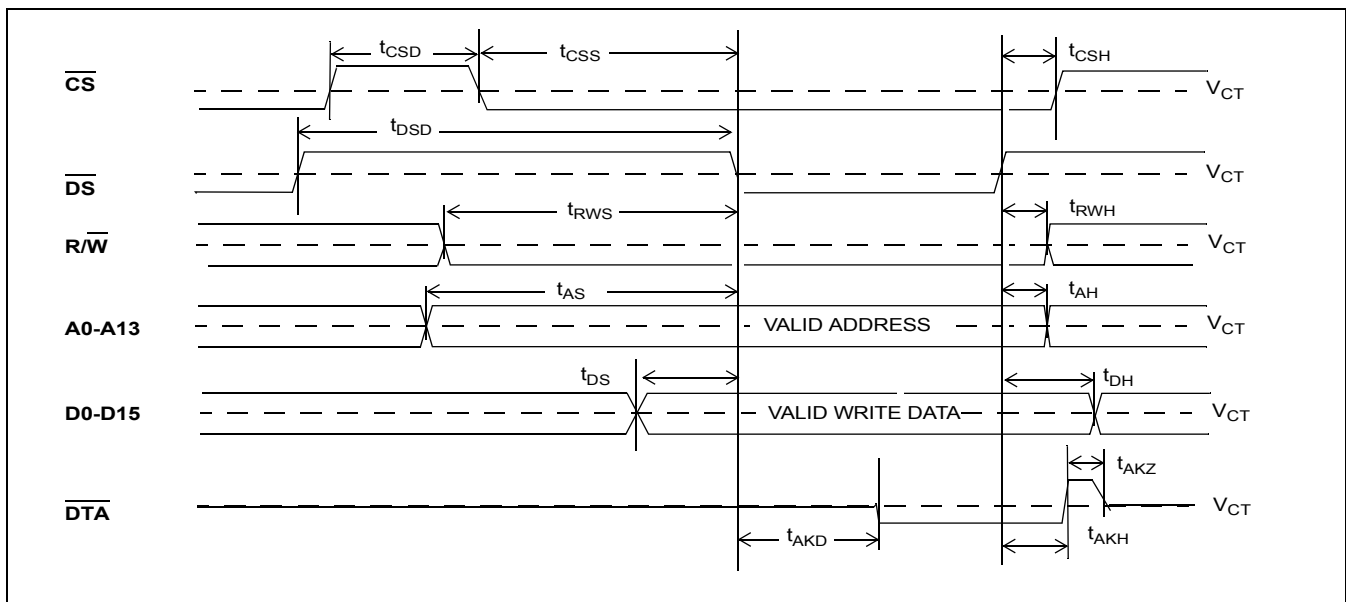 tCSD
tCSS
tCSH
CS
VCT
tDSD
DS
VCT
tRWS
tRWH
R/W
VCT
tAS
tAH
A0-A13
VALID ADDRESS
VCT
tDS
tDH
D0-D15
VALID WRITE DATA
VCT
tAKZ
DTA
VCT
tAKD
tAKH